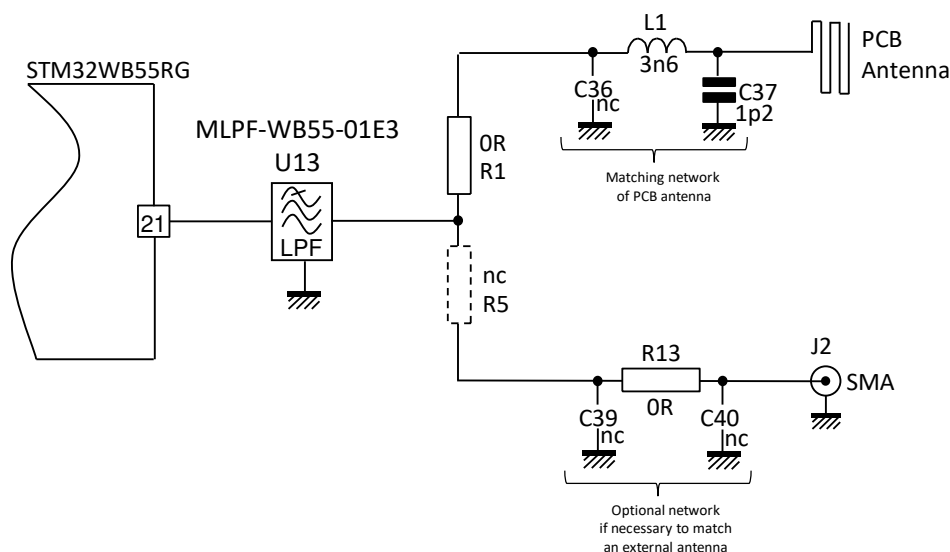 L1
3n6
PCB
Antenna
STM32WB55RG
C36
nc
C37
1p2
MLPF-WB55-01E3
U13
0R
R1
Matching network
of PCB antenna
21
LPF
nc
R5
R13
0R
J2
SMA
C39
nc
C40
nc
Optional network
if necessary to match
an external antenna